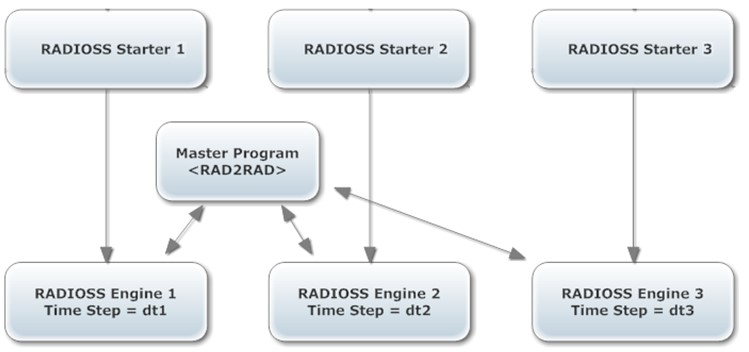 RADIOSS Starter 1
RADIOSS Starter 2
RADIOSS Starter 3
Master Program
<RAD2RAD>
RADIOSS Engine 1
Time Step = dt1
RADIOSS Engine 2
Time Step = dt2
RADIOSS Engine 3
Time Step = dt3